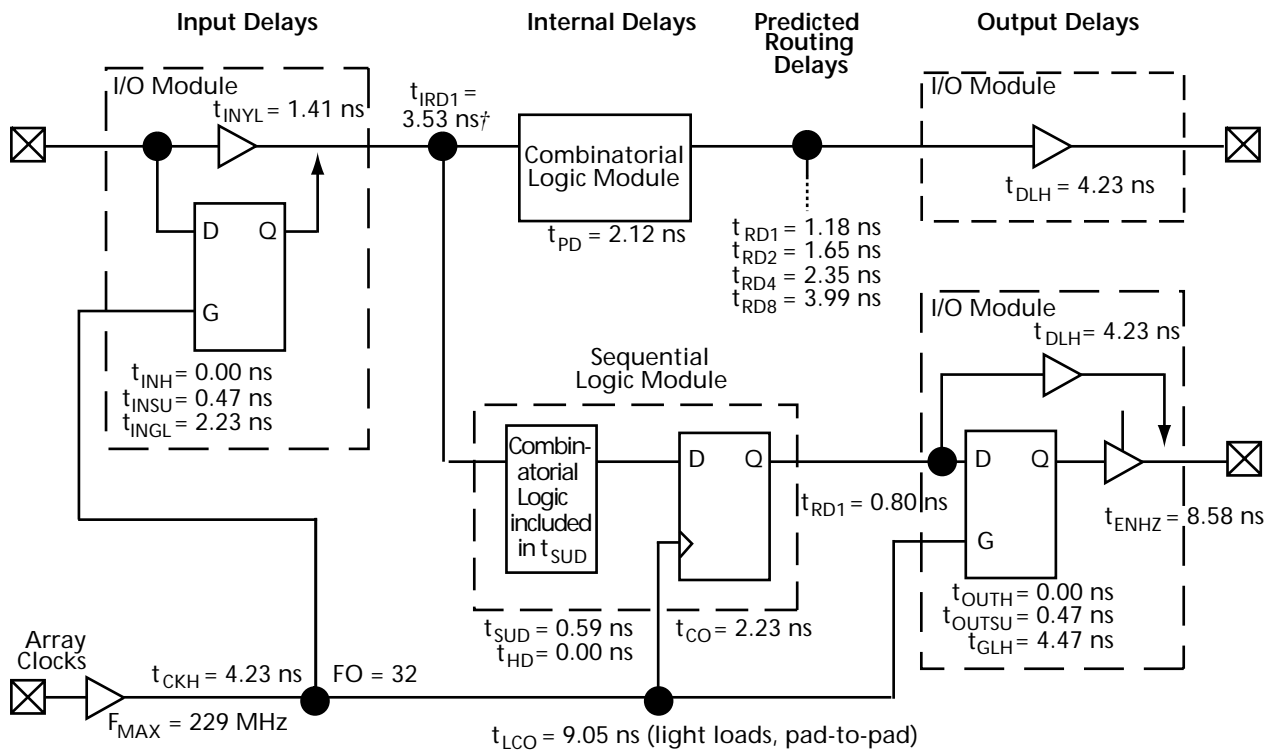 Input Delays
Internal Delays
Predicted
Routing
Delays
Output Delays
I/O Module
tINYL = 1.41 ns
tIRD1 =
3.53 ns†
Combinatorial
Logic Module
tPD = 2.12 ns
I/O Module
tDLH = 4.23 ns
D Q
G
tRD1 = 1.18 ns
tRD2 = 1.65 ns
tRD4 = 2.35 ns
tRD8 = 3.99 ns
tINH = 0.00 ns
tINSU = 0.47 ns
tINGL = 2.23 ns
Sequential
Logic Module
Combin-
atorial
Logic
included
in tSUD
D Q
tSUD = 0.59 ns
tHD = 0.00 ns
tCO = 2.23 ns
tRD1 = 0.80 ns
I/O Module
tDLH = 4.23 ns
D Q
G
tENHZ = 8.58 ns
tOUTH = 0.00 ns
tOUTSU = 0.47 ns
tGLH = 4.47 ns
Array
Clocks
tCKH = 4.23 ns
FO = 32
FMAX = 229 MHz
tLCO = 9.05 ns (light loads, pad-to-pad)